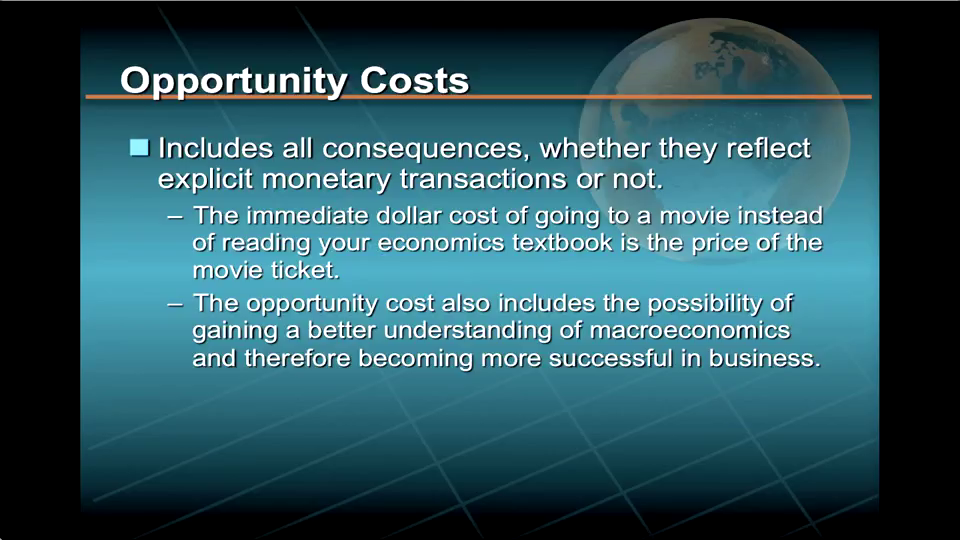 Opportunity Costs
Includes all consequences, whether they reflect
explicit monetary transactions or not.
– The immediate dollar cost of going to a movie instead
of reading your economics textbook is the price of the
movie ticket.
– The opportunity cost also includes the possibility of
gaining a better understanding of macroeconomics
and therefore becoming more successful in business.